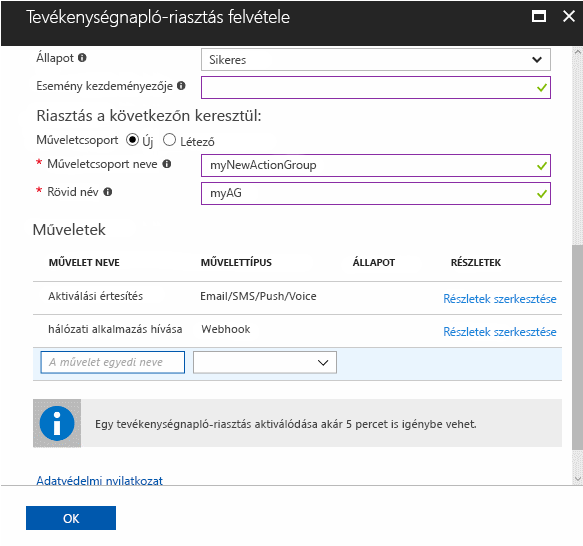 Tevékenységnapló-riasztás felvétele
Állapot
Sikeres
Esemény kezdeményezője
Riasztás a következőn keresztül:
Műveletcsoport Új Létező
* Műveletcsoport neve
myNewActionGroup
* Rövid név
myAG
Műveletek
MŰVELET NEVE MŰVELETTÍPUS ÁLLAPOT RÉSZLETEK
Aktiválási értesítés Email/SMS/Push/Voice Részletek szerkesztése
hálózati alkalmazás hívása Webhook Részletek szerkesztése
A művelet egyedi neve
Egy tevékenységnapló-riasztás aktiválódása akár 5 percet is igénybe vehet.
Adatvédelmi nyilatkozat
OK